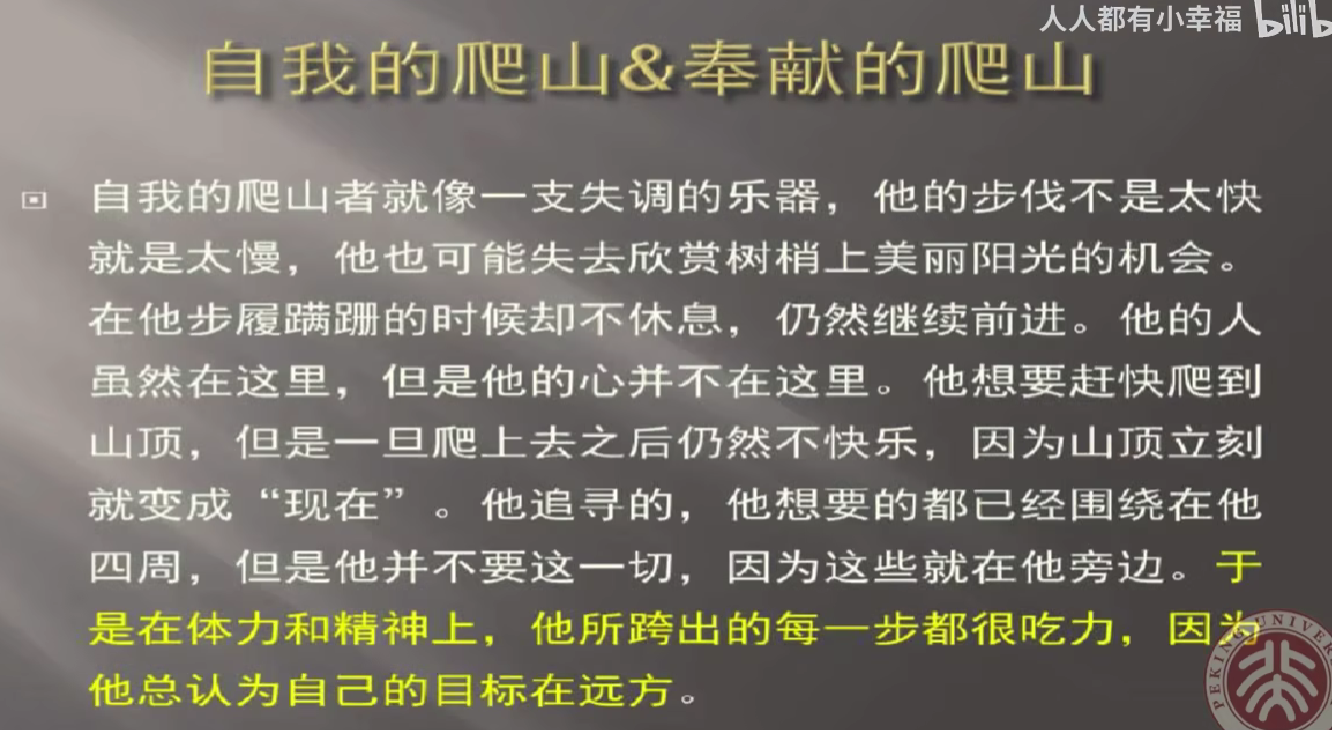 人人都有小幸福 bilib
自我的爬山&奉献的爬山
自我的爬山者就像一支失调的乐器，他的步伐不是太快
就是太慢，他也可能失去欣赏树梢上美丽阳光的机会。
在他步履蹒跚的时候却不休息，仍然继续前进。他的人
虽然在这里，但是他的心并不在这里。他想要赶快爬到
山顶，但是一旦爬上去之后仍然不快乐，因为山顶立刻
就变成“现在”。他追寻的，他想要的都已经围绕在他
四周，但是他并不要这一切，因为这些就在他旁边。于
是在体力和精神上，他所跨出的每一步都很吃力，因为
他总认为自己的目标在远方。
PEKING UNIVER